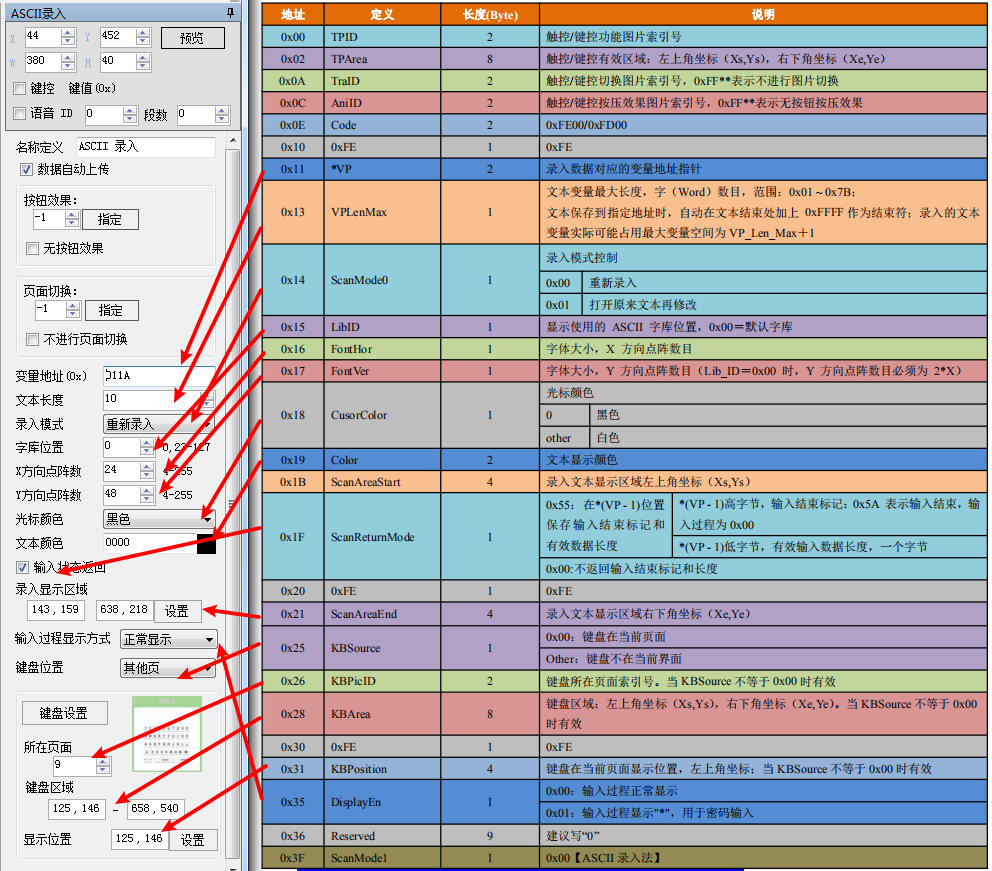 ASCII录入
X 44 Y 452 预览
W 380 H 40
键控 键值(0x)
语音 ID 0 段数 0
名称定义 ASCII 录入
数据自动上传
按钮效果:
-1 指定
无按钮效果
页面切换:
-1 指定
不进行页面切换
变量地址(0x) 011A
文本长度 10
录入模式 重新录入
字库位置 0
X方向点阵数 24 4-255
Y方向点阵数 48 4-255
光标颜色 黑色
文本颜色 0000
输入状态返回
录入显示区域
143,159 638,218 设置
输入过程显示方式 正常显示
键盘位置 其他页
键盘设置
所在页面
9
键盘区域
125,146 - 658,540
显示位置 125,146 设置
地址 定义 长度(Byte) 说明
0x00 TPID 2 触控/键控功能图片索引号
0x02 TPArea 8 触控/键控有效区域：左上角坐标（Xs,Ys），右下角坐标（Xe,Ye）
0x0A TraID 2 触控/键控切换图片索引号，0xFF**表示不进行图片切换
0x0C AniID 2 触控/键控按压效果图片索引号，0xFF**表示无按钮按压效果
0x0E Code 2 0xFE00/0xFD00
0x10 0xFE 1 0xFE
0x11 *VP 2 录入数据对应的变量地址指针
0x13 VPLenMax 1 文本变量最大长度，字（Word）数目，范围：0x01～0x7B；
文本保存到指定地址时，自动在文本结束处加上 0xFFFF 作为结束符；录入的文本
变量实际可能占用最大变量空间为 VP_Len_Max＋1
0x14 ScanMode0 1 录入模式控制
0x00 重新录入
0x01 打开原来文本再修改
0x15 LibID 1 显示使用的 ASCII 字库位置，0x00＝默认字库
0x16 FontHor 1 字体大小，X 方向点阵数目
0x17 FontVer 1 字体大小，Y 方向点阵数目（Lib_ID＝0x00 时，Y 方向点阵数目必须为 2*X）
0x18 CusorColor 1 光标颜色
0 黑色
other 白色
0x19 Color 2 文本显示颜色
0x1B ScanAreaStart 4 录入文本显示区域左上角坐标（Xs,Ys）
0x1F ScanReturnMode 1 0x55：在*(VP - 1)位置保存输入结束标记和有效数据长度
*(VP - 1)高字节，输入结束标记：0x5A 表示输入结束，输
入过程为 0x00
*(VP - 1)低字节，有效输入数据长度，一个字节
0x00:不返回输入结束标记和长度
0x20 0xFE 1 0xFE
0x21 ScanAreaEnd 4 录入文本显示区域右下角坐标（Xe,Ye）
0x25 KBSource 1 0x00：键盘在当前页面
Other：键盘不在当前界面
0x26 KBPicID 2 键盘所在页面索引号。当 KBSource 不等于 0x00 时有效
0x28 KBArea 8 键盘区域：左上角坐标（Xs,Ys），右下角坐标（Xe,Ye）。当 KBSource 不等于 0x00
时有效
0x30 0xFE 1 0xFE
0x31 KBPosition 4 键盘在当前页面显示位置，左上角坐标；当 KBSource 不等于 0x00 时有效
0x35 DisplayEn 1 0x00：输入过程正常显示
0x01：输入过程显示"*"，用于密码输入
0x36 Reserved 9 建议写“0”
0x3F ScanMode1 1 0x00【ASCII 录入法】